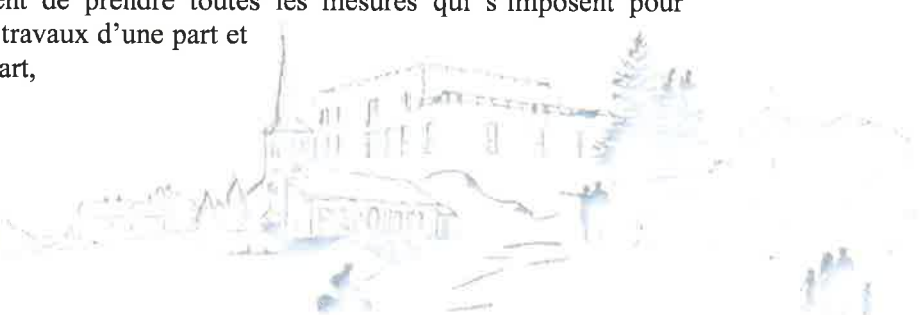 ent de prendre toutes les mesures qui s'imposent pour
travaux d'une part et
art,